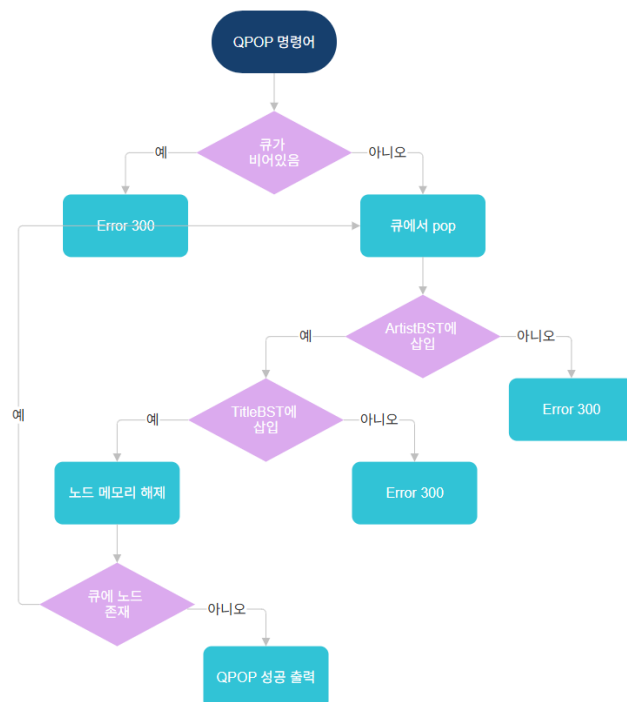 QPOP 명령어
큐가
비어있음
예
아니오
Error 300
큐에서 pop
ArtistBST에
삽입
예
아니오
Error 300
TitleBST에
삽입
예
예
아니오
노드 메모리 해제
Error 300
큐에 노드
존재
아니오
QPOP 성공 출력